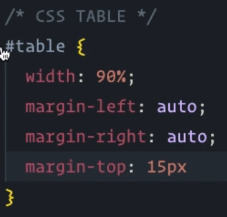 /* CSS TABLE */
#table {
width: 90%;
margin-left: auto;
margin-right: auto;
margin-top: 15px
}